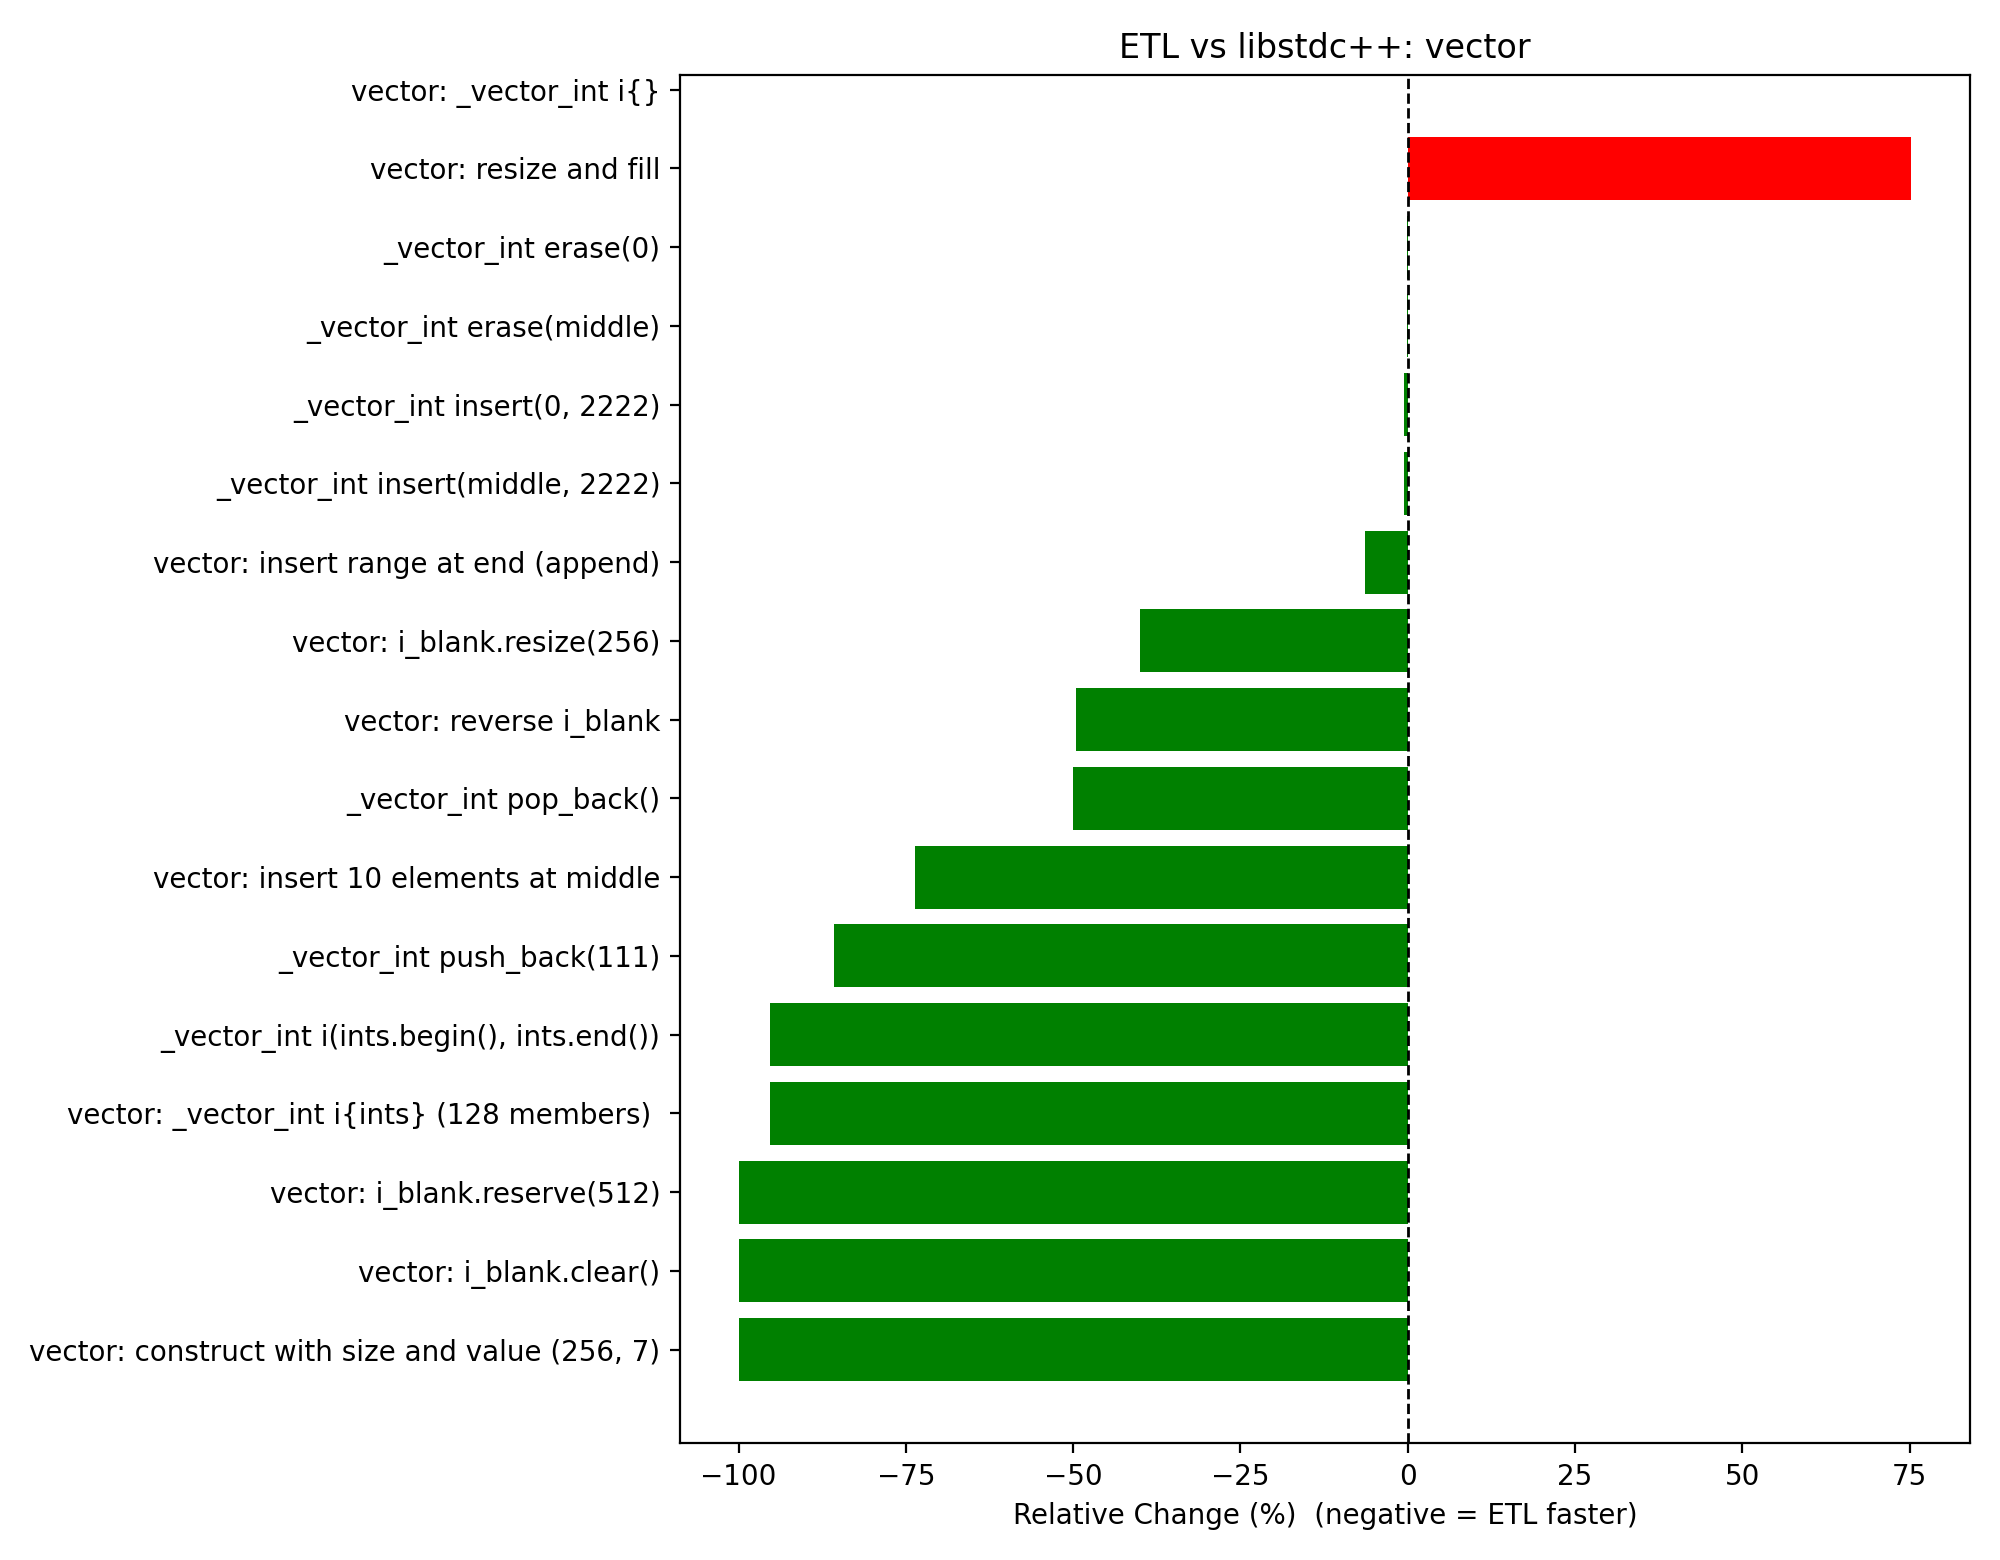 ETL vs libstdc++: vector
vector: _vector_int i{}
vector: resize and fill
_vector_int erase(0)
_vector_int erase(middle)
_vector_int insert(0, 2222)
_vector_int insert(middle, 2222)
vector: insert range at end (append)
vector: i_blank.resize(256)
vector: reverse i_blank
_vector_int pop_back()
vector: insert 10 elements at middle
_vector_int push_back(111)
_vector_int i(ints.begin(), ints.end())
vector: _vector_int i{ints} (128 members)
vector: i_blank.reserve(512)
vector: i_blank.clear()
vector: construct with size and value (256, 7)
−100 −75 −50 −25 0 25 50 75
Relative Change (%)  (negative = ETL faster)